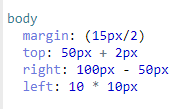 body
  margin: (15px/2)
  top: 50px + 2px
  right: 100px - 50px
  left: 10 * 10px